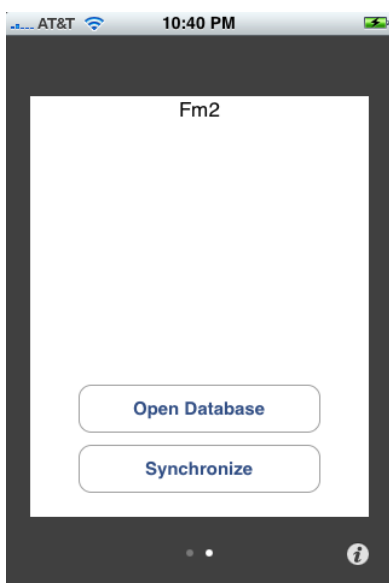 AT&T 10:40 PM
Fm2
Open Database
Synchronize
i